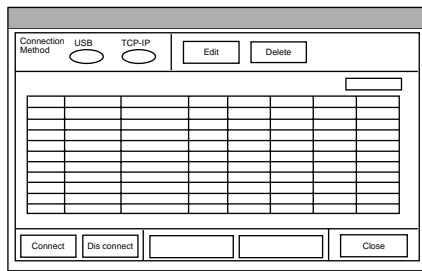 Connection Method
USB
TCP-IP
Edit
Delete
Connect
Dis connect
Close